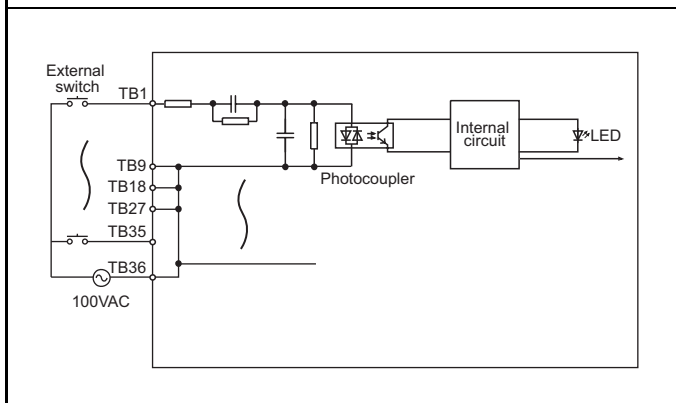 External
switch
TB1
TB9
TB18
TB27
TB35
TB36
100VAC
Photocoupler
Internal
circuit
LED